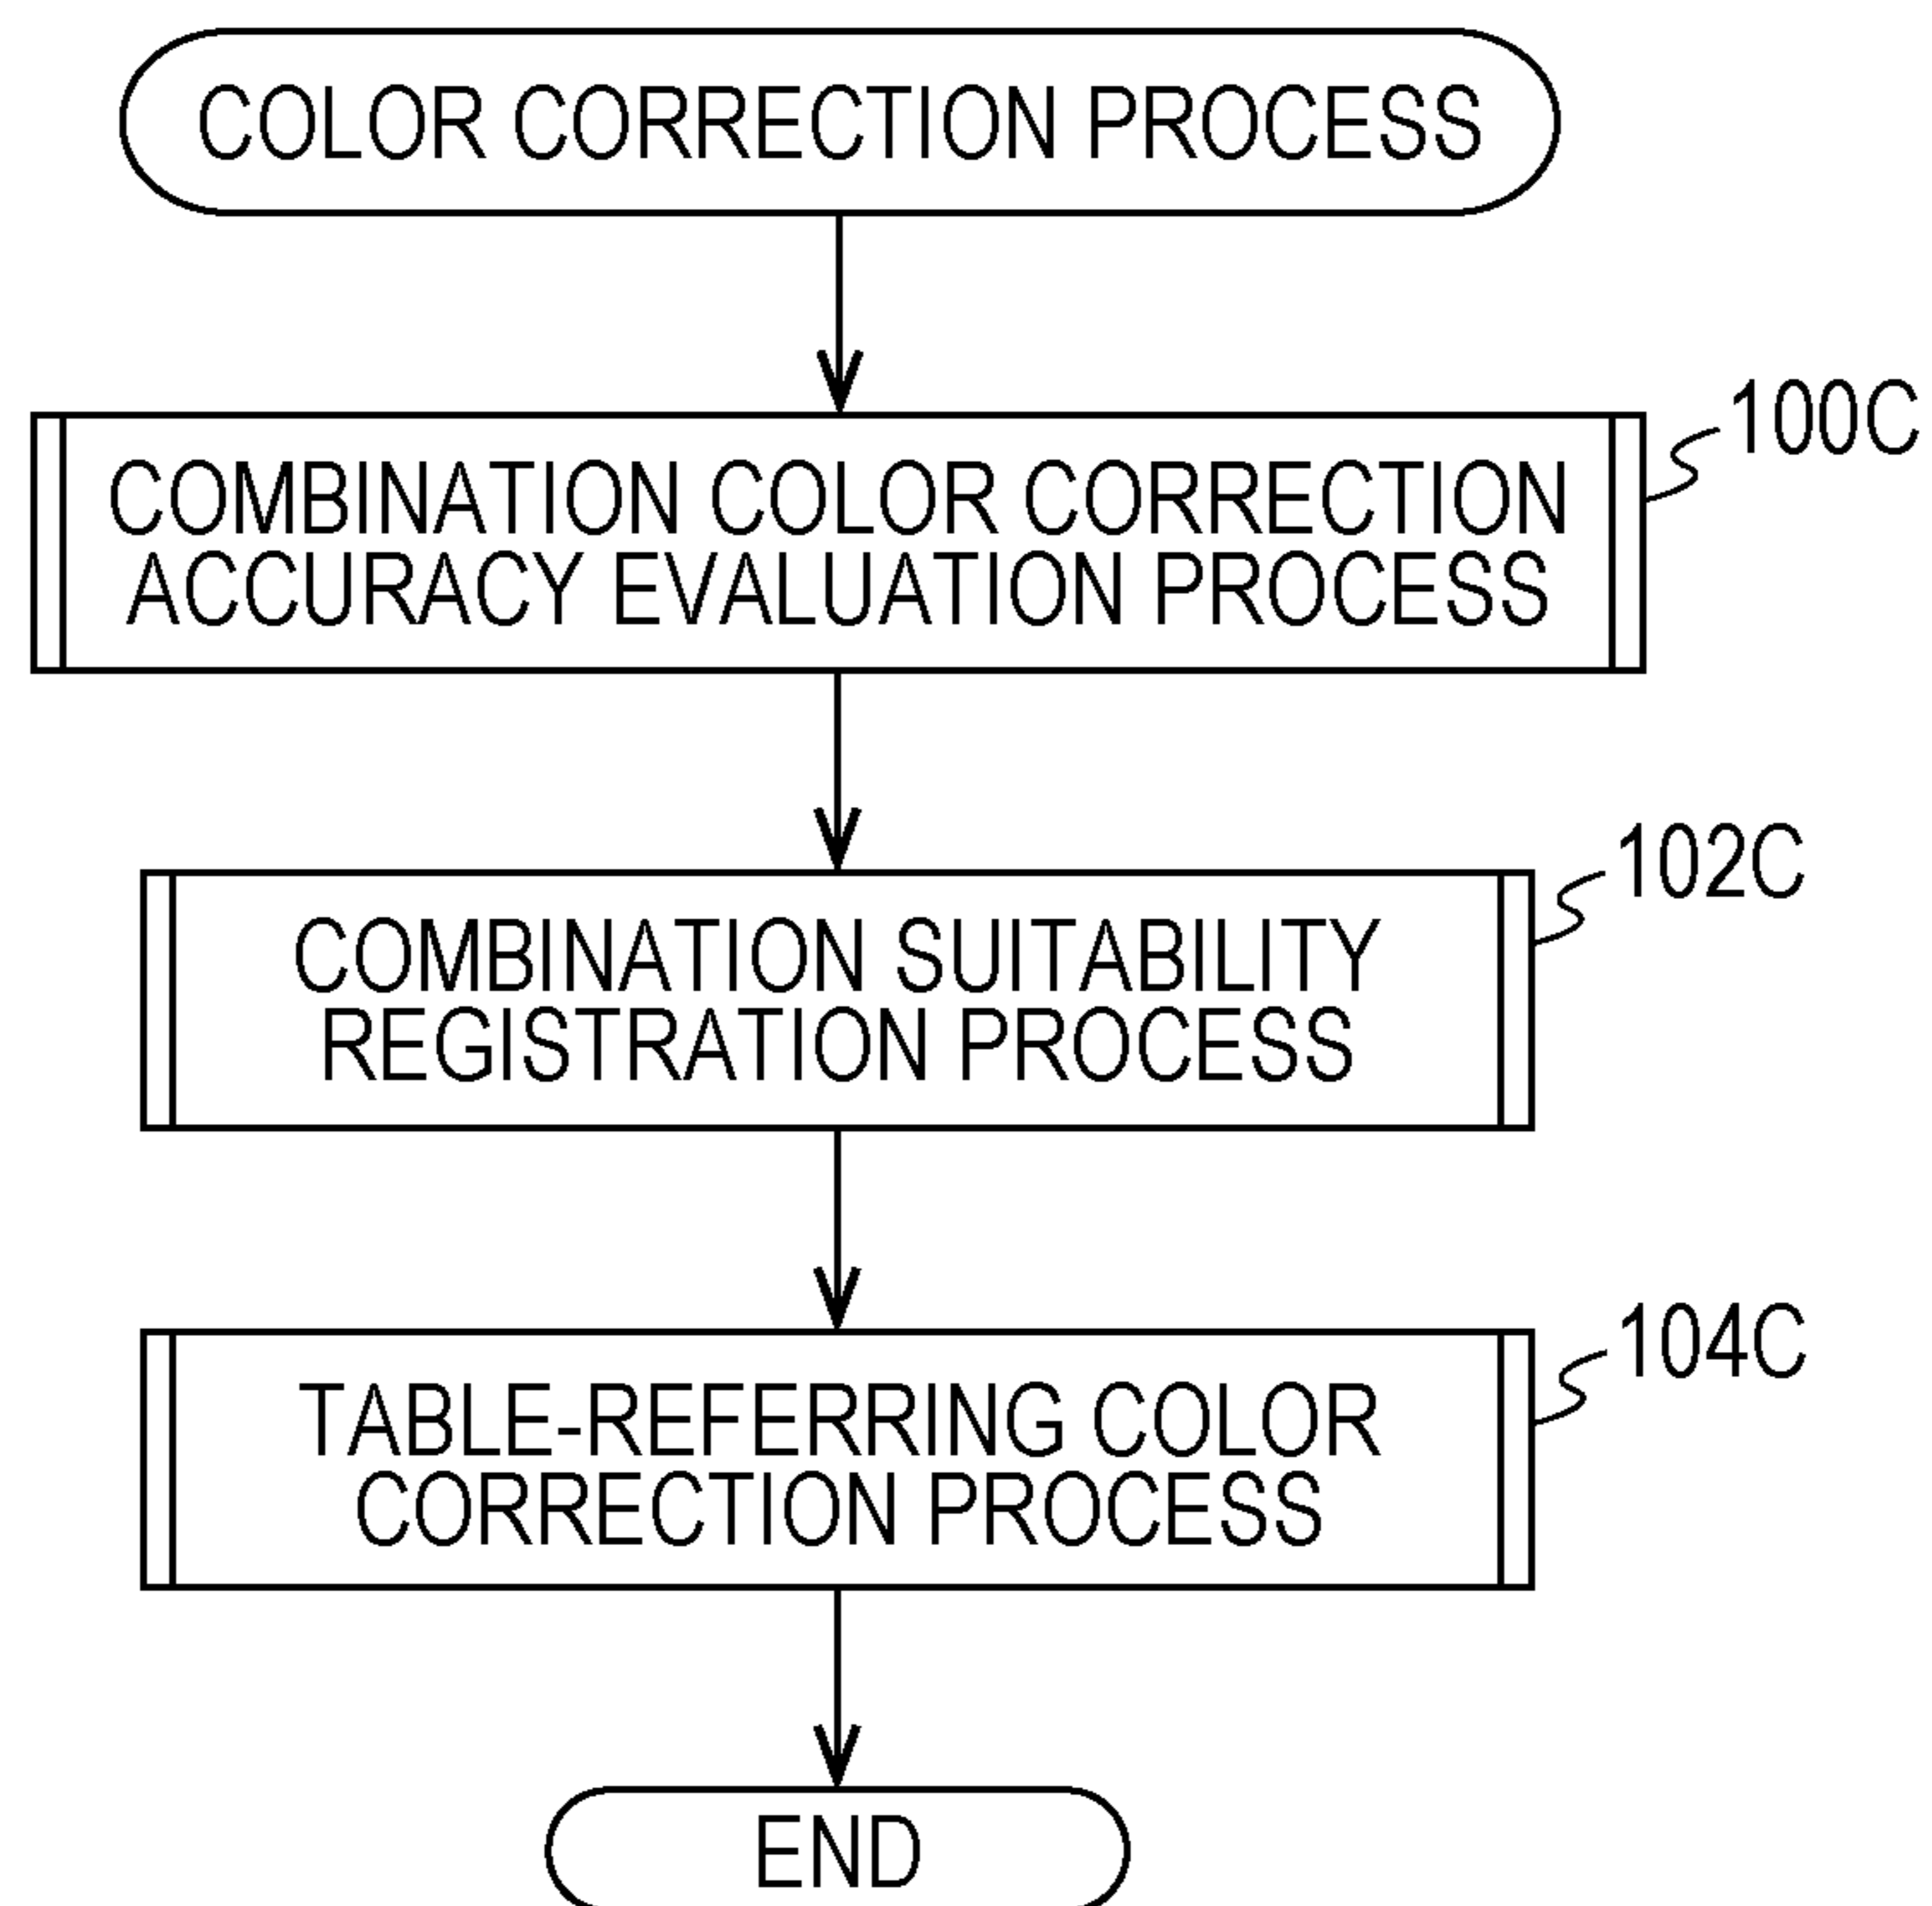 COLOR CORRECTION PROCESS
100C
COMBINATION COLOR CORRECTION
ACCURACY EVALUATION PROCESS
102C
COMBINATION SUITABILITY
REGISTRATION PROCESS
104C
TABLE-REFERRING COLOR
CORRECTION PROCESS
END